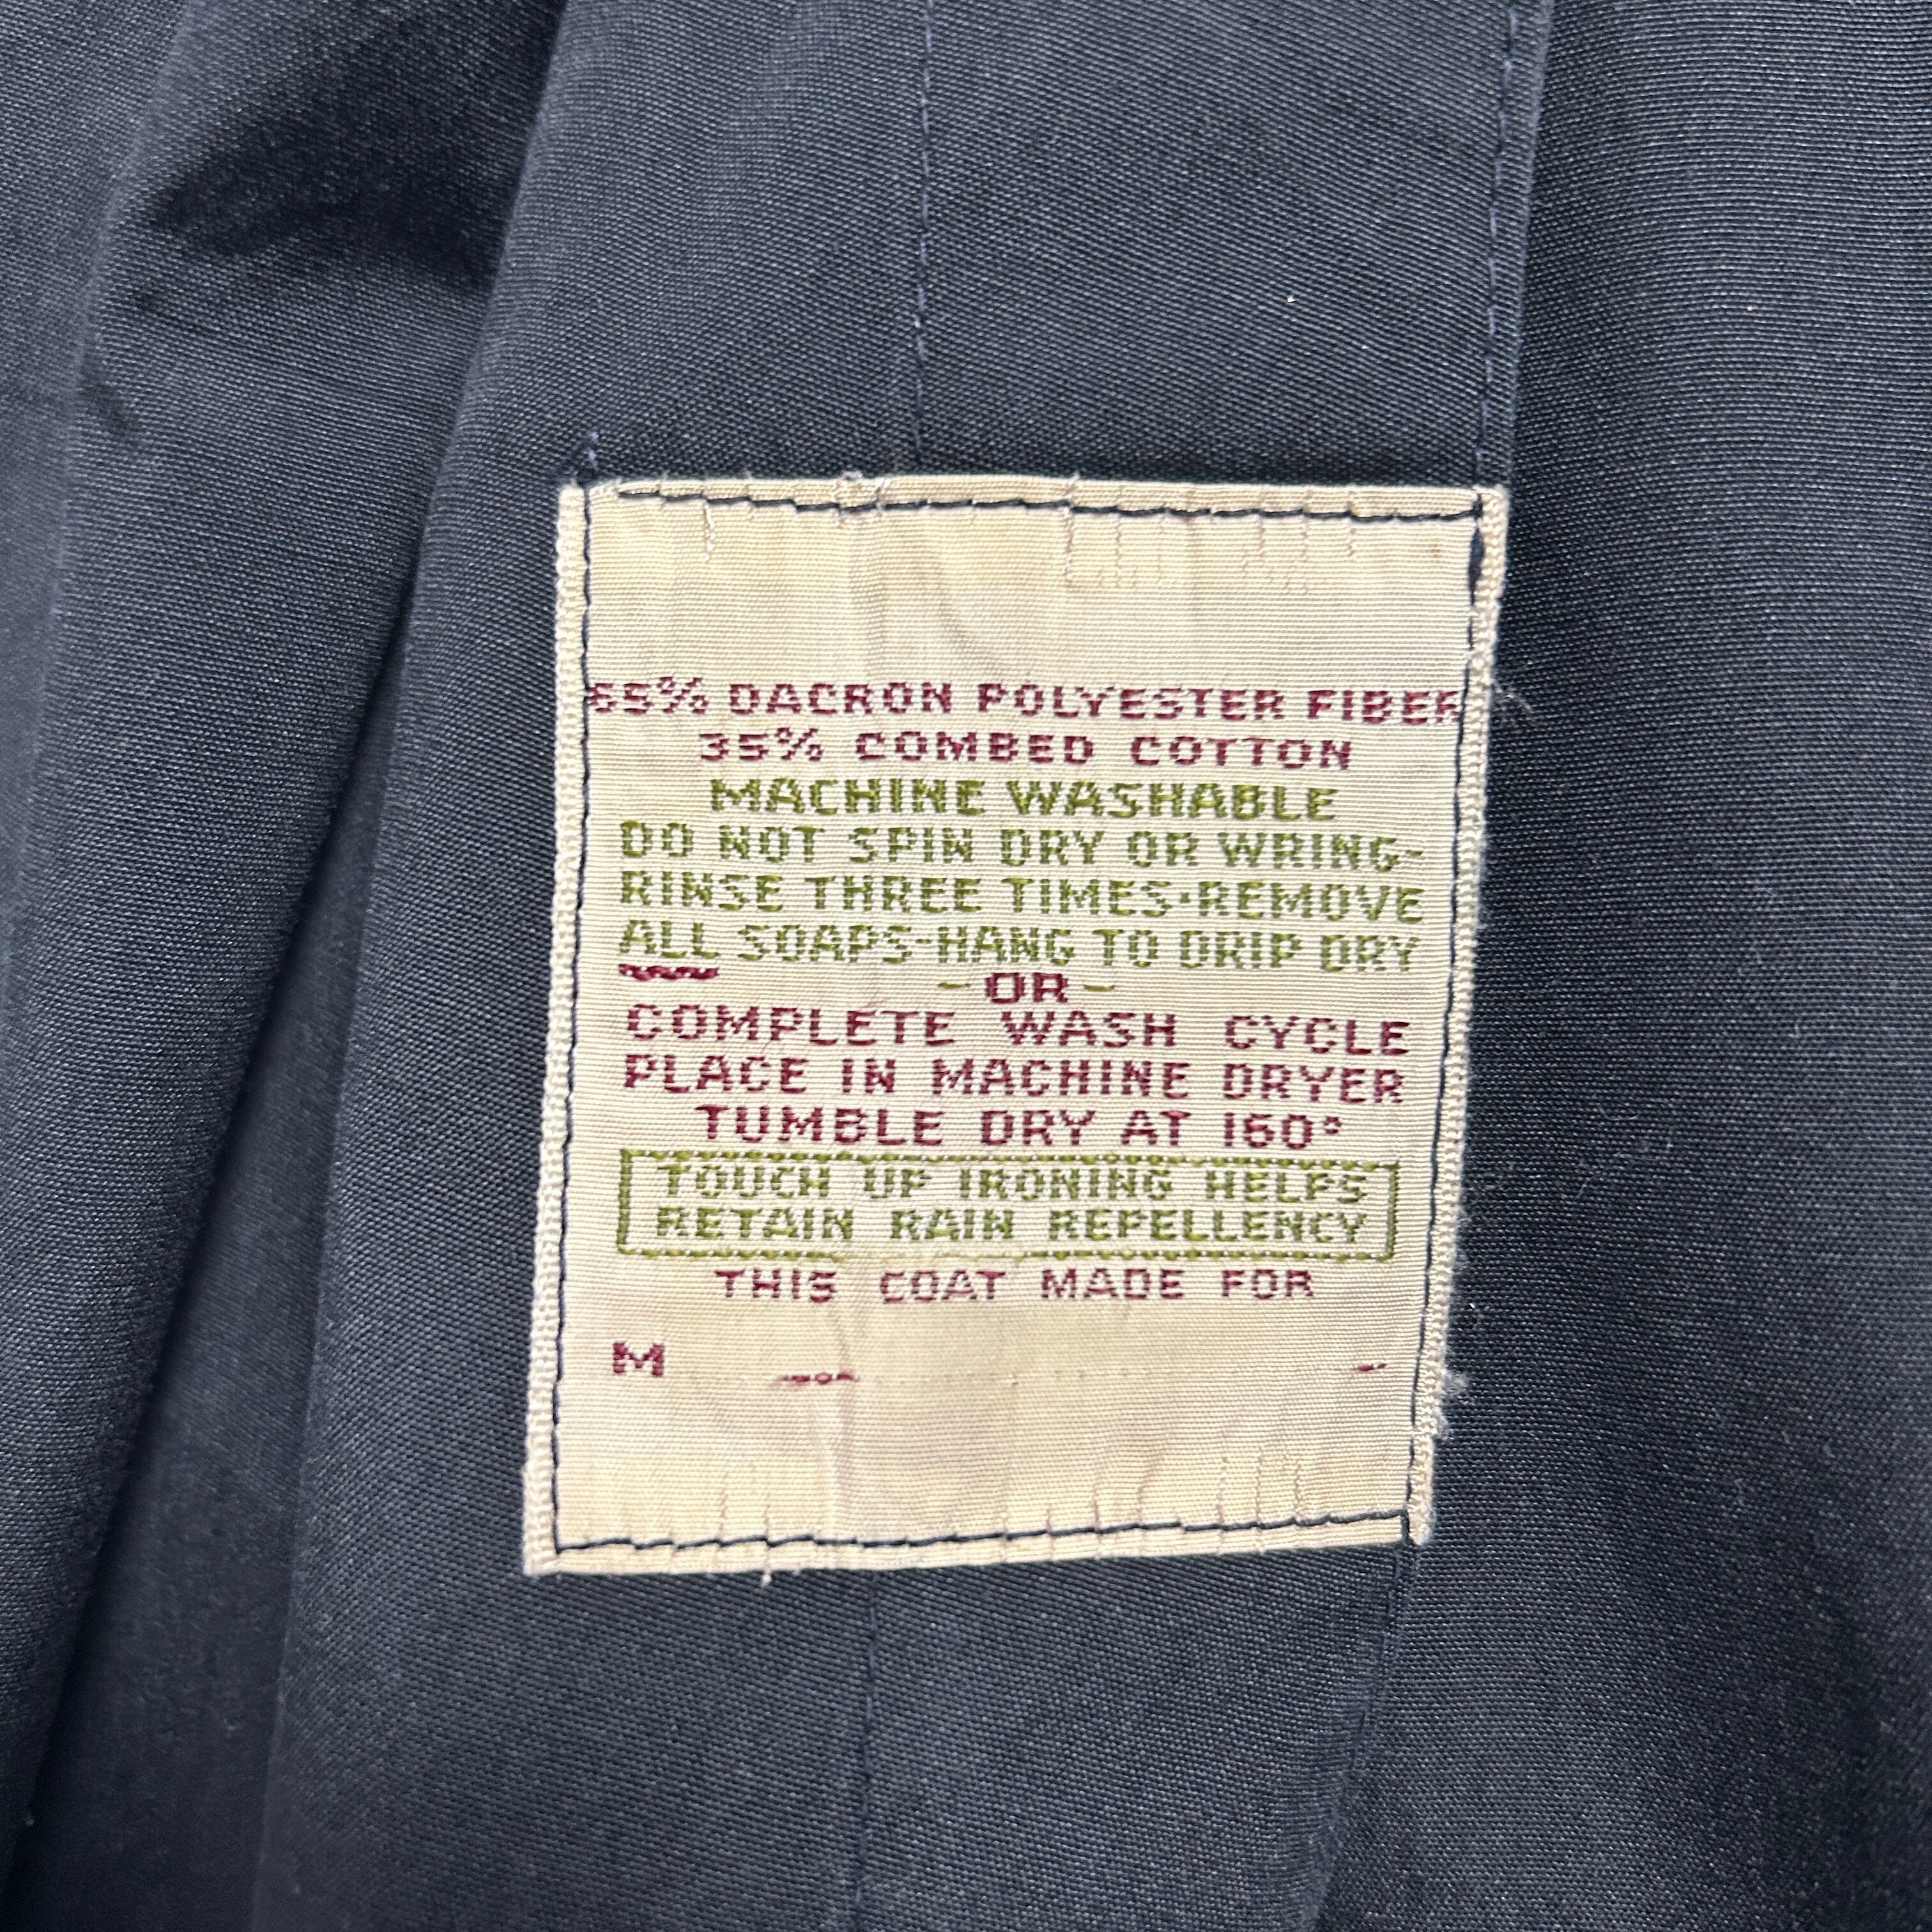 65% DACRON POLYESTER FIBER
35% COMBED COTTON
MACHINE WASHABLE
DO NOT SPIN DRY OR WRING-
RINSE THREE TIMES·REMOVE
ALL SOAPS-HANG TO DRIP DRY
-OR-
COMPLETE WASH CYCLE
PLACE IN MACHINE DRYER
TUMBLE DRY AT 160°
TOUCH UP IRONING HELPS
RETAIN RAIN REPELLENCY
THIS COAT MADE FOR
M